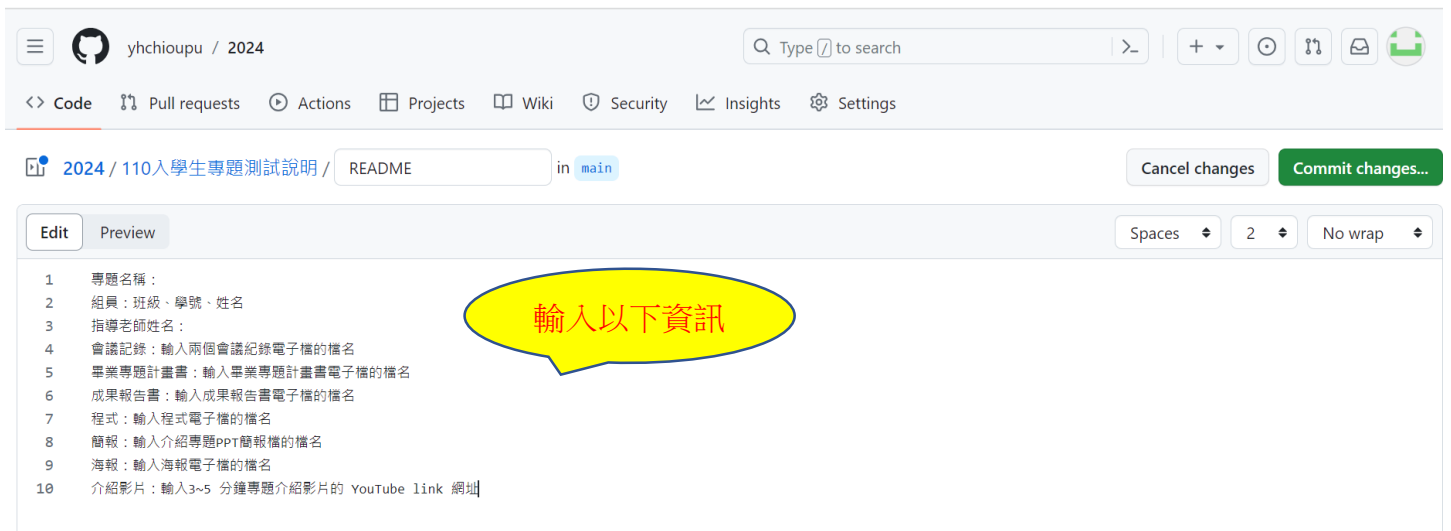 yhchioupu / 2024
Type / to search
Code Pull requests Actions Projects Wiki Security Insights Settings
2024 / 110入學生專題測試說明 / README in main
Cancel changes Commit changes...
Edit Preview
Spaces 2 No wrap
1 專題名稱：
2 組員：班級、學號、姓名
輸入以下資訊
3 指導老師姓名：
4 會議記錄：輸入兩個會議紀錄電子檔的檔名
5 畢業專題計畫書：輸入畢業專題計畫書電子檔的檔名
6 成果報告書：輸入成果報告書電子檔的檔名
7 程式：輸入程式電子檔的檔名
8 簡報：輸入介紹專題PPT簡報檔的檔名
9 海報：輸入海報電子檔的檔名
10 介紹影片：輸入3~5 分鐘專題介紹影片的 YouTube link 網址